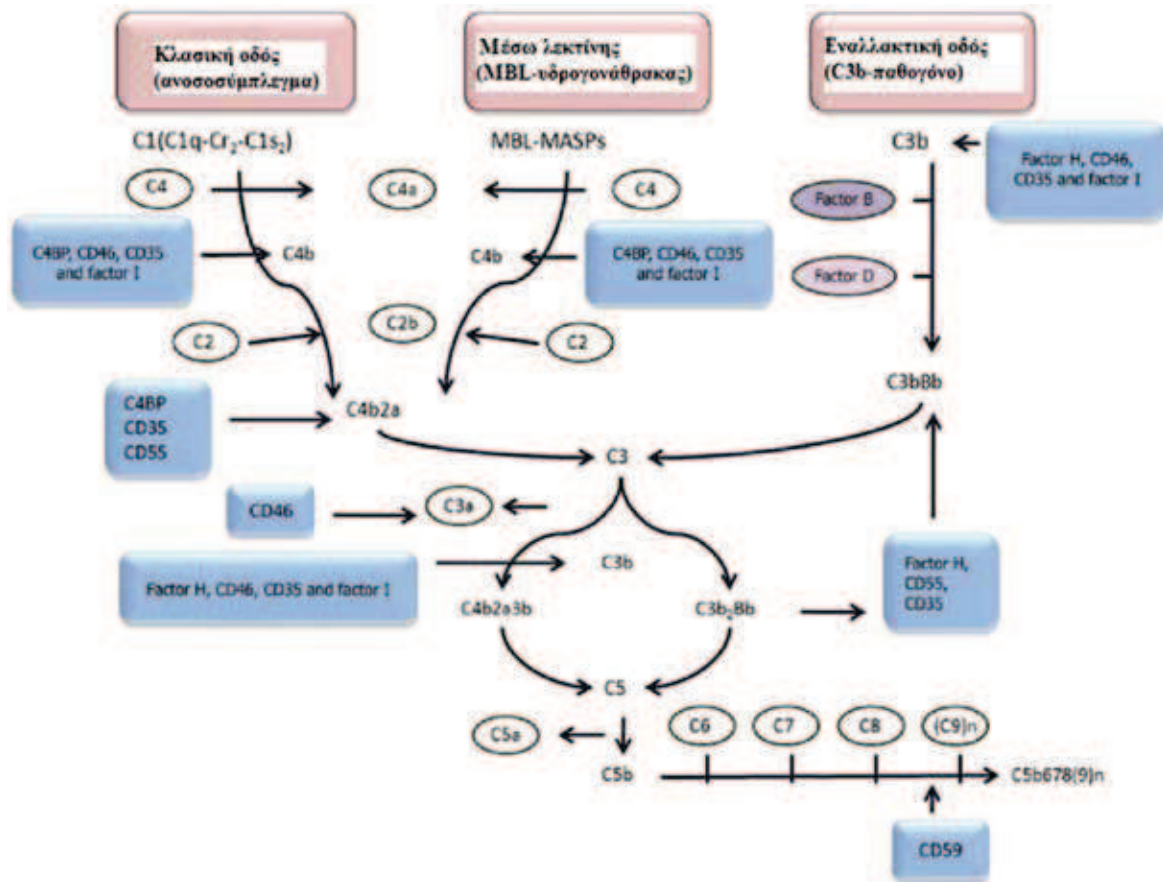 Κλασική οδός
(ανοσοσύμπλεγμα)
Μέσω λεκτίνης
(MBL-υδρογονάθρακας)
Εναλλακτική οδός
(C3b-παθογόνο)
C1(C1q-Cr₂-C1s₂)
MBL-MASPs
C3b
Factor H, CD46,
CD35 and factor I
C4
C4a
C4
Factor B
C4BP, CD46, CD35
and factor I
C4b
C4b
C4BP, CD46, CD35
and factor I
Factor D
C2
C2b
C2
C3bBb
C4BP
CD35
CD55
C4b2a
C3
CD46
C3a
Factor H, CD46, CD35 and factor I
C3b
Factor H,
CD55,
CD35
C4b2a3b
C3b₂Bb
C5
C5a
C6
C7
C8
(C9)n
C5b
C5b678(9)n
CD59